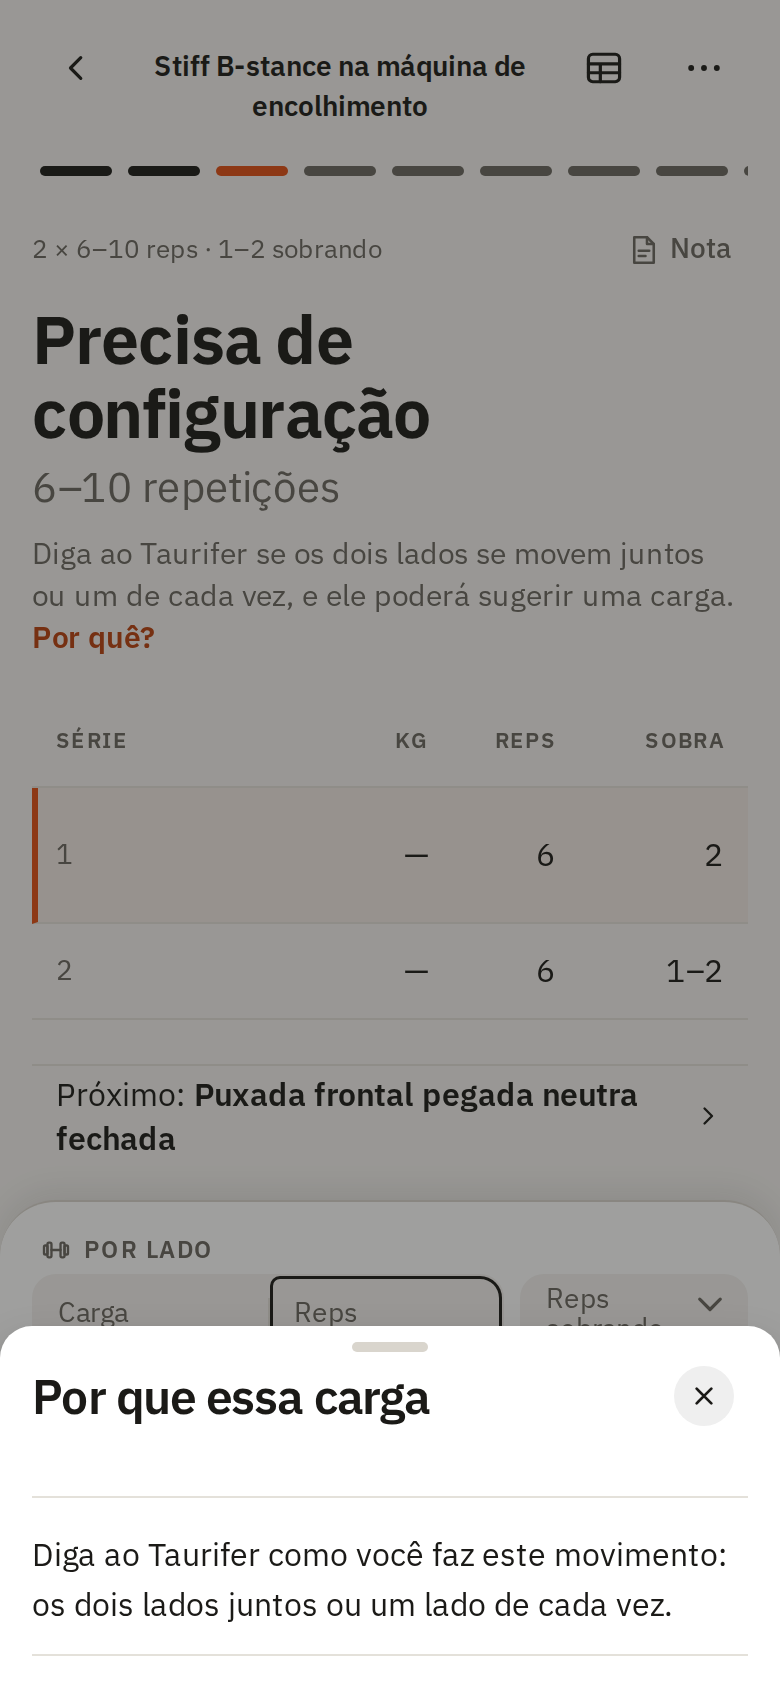 Stiff B-stance na máquina de
encolhimento
2 × 6–10 reps · 1–2 sobrando
Nota
Precisa de
configuração
6–10 repetições
Diga ao Taurifer se os dois lados se movem juntos
ou um de cada vez, e ele poderá sugerir uma carga.
Por quê?
SÉRIE KG REPS SOBRA
1 — 6 2
2 — 6 1–2
Próximo: Puxada frontal pegada neutra
fechada
POR LADO
Carga
Reps
Reps
sobrando
Por que essa carga
Diga ao Taurifer como você faz este movimento:
os dois lados juntos ou um lado de cada vez.